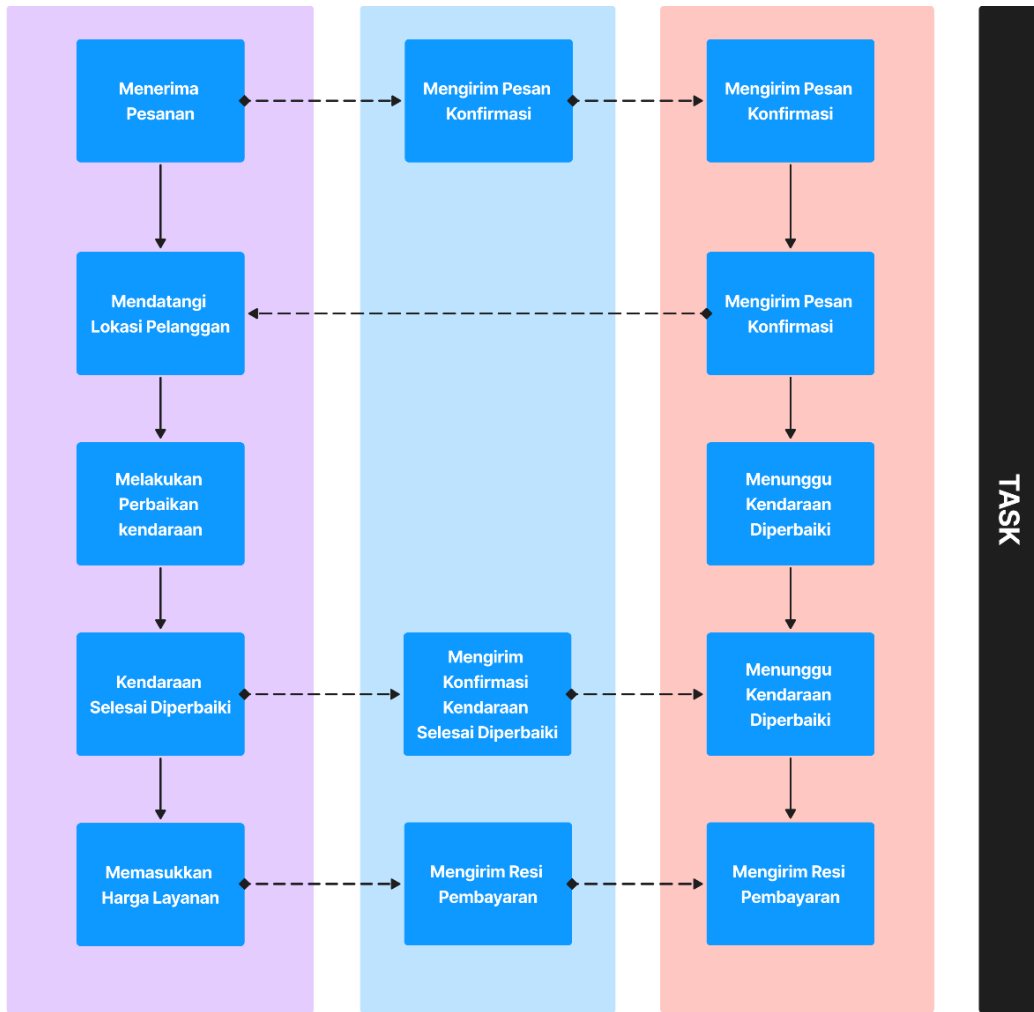 Menerima
Pesanan
Mengirim Pesan
Konfirmasi
Mengirim Pesan
Konfirmasi
Mendatangi
Lokasi Pelanggan
Mengirim Pesan
Konfirmasi
Melakukan
Perbaikan
kendaraan
Menunggu
Kendaraan
Diperbaiki
Kendaraan
Selesai Diperbaiki
Mengirim
Konfirmasi
Kendaraan
Selesai Diperbaiki
Menunggu
Kendaraan
Diperbaiki
Memasukkan
Harga Layanan
Mengirim Resi
Pembayaran
Mengirim Resi
Pembayaran
TASK